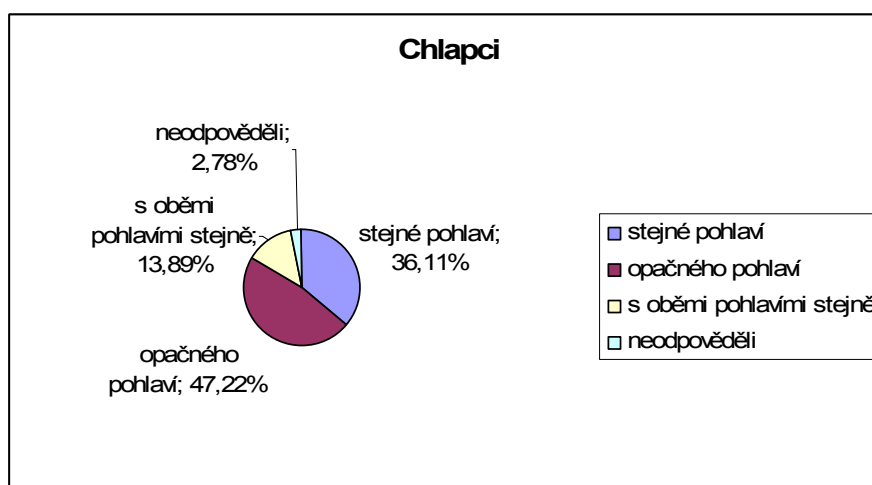 Chlapci
neodpověděli;
2,78%
s oběmi
pohlavími stejně;
13,89%
stejné pohlaví;
36,11%
opačného
pohlaví; 47,22%
stejné pohlaví
opačného pohlaví
s oběmi pohlavími stejně
neodpověděli